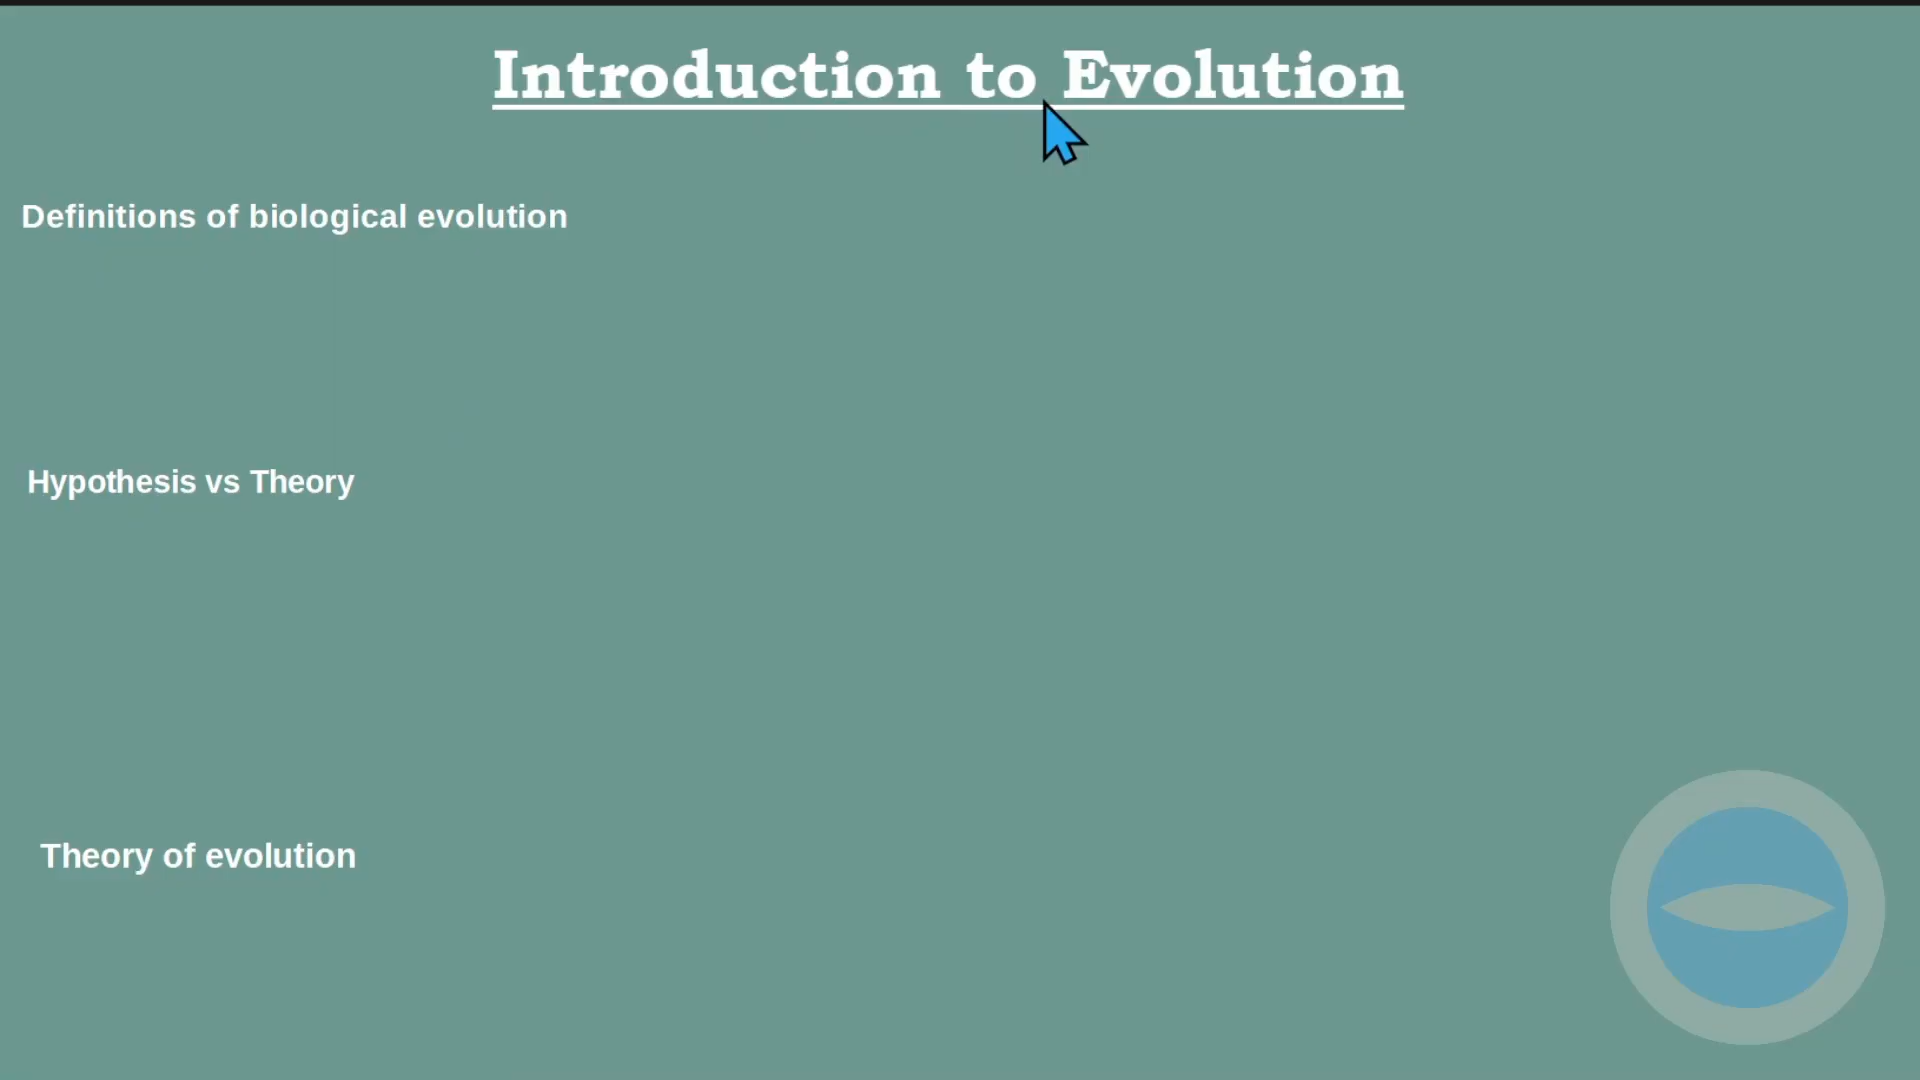 Introduction to Evolution
Definitions of biological evolution
Hypothesis vs Theory
Theory of evolution